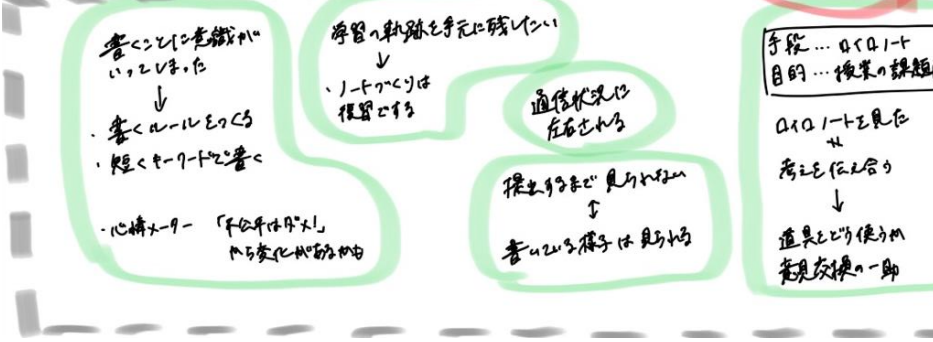 書くことに意識が
いってしまった
↓
・書くルールをつくる
・短くキーワードで書く
・心情メーター 「不公平はダメ!」
から変化があるかも
学習の軌跡を手元に残したい
↓
・ノートづくりは
復習でする
通信状況に
左右される
提出するまで見られない
↕
書いている様子は見られる
手段…ロイロノート
目的…授業の課題
ロイロノートを見た
≠
考えを伝え合う
↓
道具をどう使うか
意見交換の一助